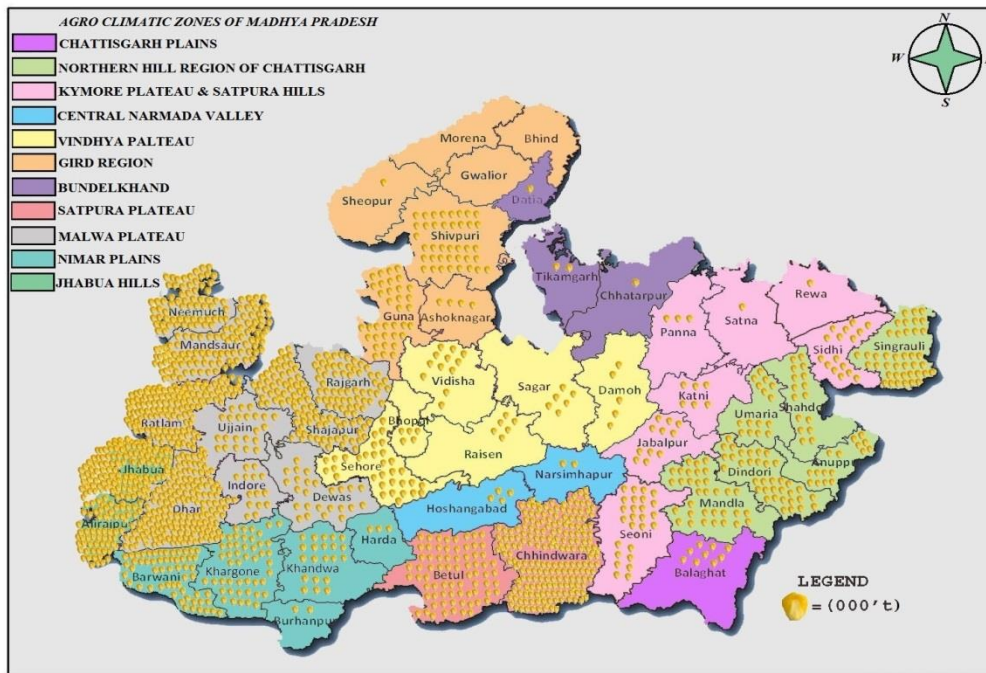 AGRO CLIMATIC ZONES OF MADHYA PRADESH
CHATTISGARH PLAINS
NORTHERN HILL REGION OF CHATTISGARH
KYMORE PLATEAU & SATPURA HILLS
CENTRAL NARMADA VALLEY
VINDHYA PALTEAU
GIRD REGION
BUNDELKHAND
SATPURA PLATEAU
MALWA PLATEAU
NIMAR PLAINS
JHABUA HILLS
N
W
S
Morena
Bhind
Gwalior
Sheopur
Datia
Shivpuri
Tikamgarh
Chhatarpur
Rewa
Neemuch
Guna
Ashoknagar
Panna
Satna
Sidhi
Singrauli
Mandsaur
Rajgarh
Vidisha
Sagar
Damoh
Katni
Umaria
Ratlam
Ujjain
Shajapur
Jabalpur
Jhabua
Sehore
Raisen
Narsimhapur
Dindori
Dhar
Indore
Dewas
Hoshangabad
Mandla
Harda
Seoni
Barwani
Khargone
Khandwa
Betul
Chhindwara
Balaghat
Burhanpur
LEGEND
= (000't)